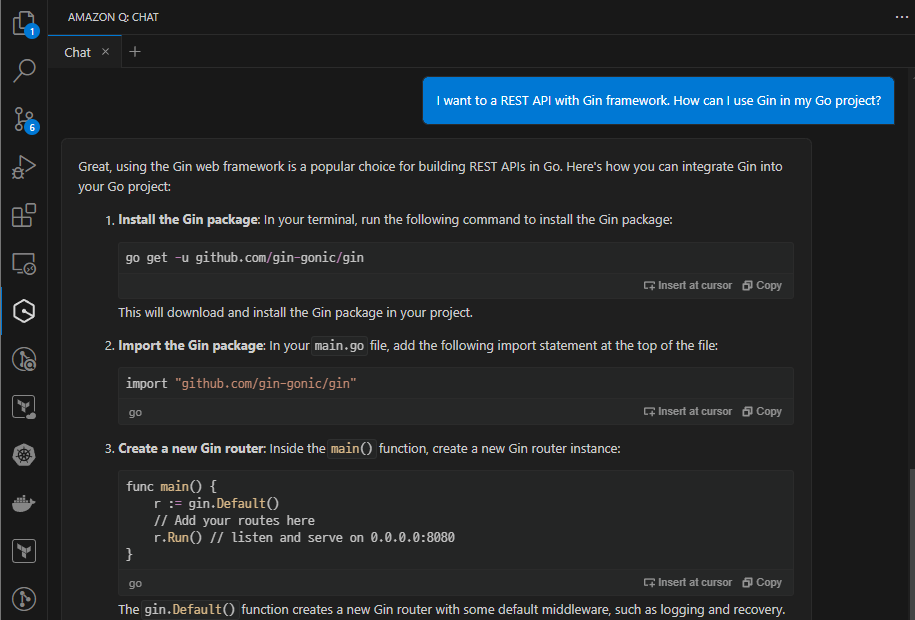 AMAZON Q: CHAT
1
Chat
I want to a REST API with Gin framework. How can I use Gin in my Go project?
6
Great, using the Gin web framework is a popular choice for building REST APIs in Go. Here's how you can integrate Gin into
your Go project:
1. Install the Gin package: In your terminal, run the following command to install the Gin package:
go get -u github.com/gin-gonic/gin
Insert at cursor Copy
This will download and install the Gin package in your project.
2. Import the Gin package: In your main.go file, add the following import statement at the top of the file:
import "github.com/gin-gonic/gin"
go Insert at cursor Copy
3. Create a new Gin router: Inside the main() function, create a new Gin router instance:
func main() {
    r := gin.Default()
    // Add your routes here
    r.Run() // listen and serve on 0.0.0.0:8080
}
go Insert at cursor Copy
The gin.Default() function creates a new Gin router with some default middleware, such as logging and recovery.